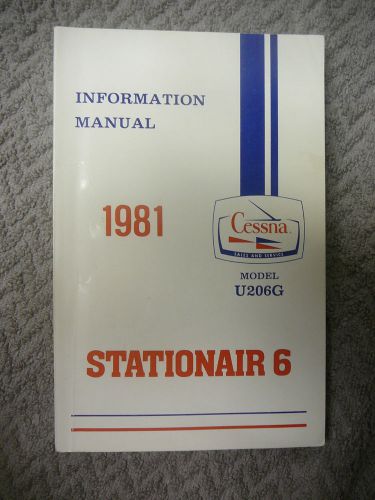 INFORMATION
MANUAL
1981
Cessna
SALES AND SERVICE
MODEL
U206G
STATIONAIR 6